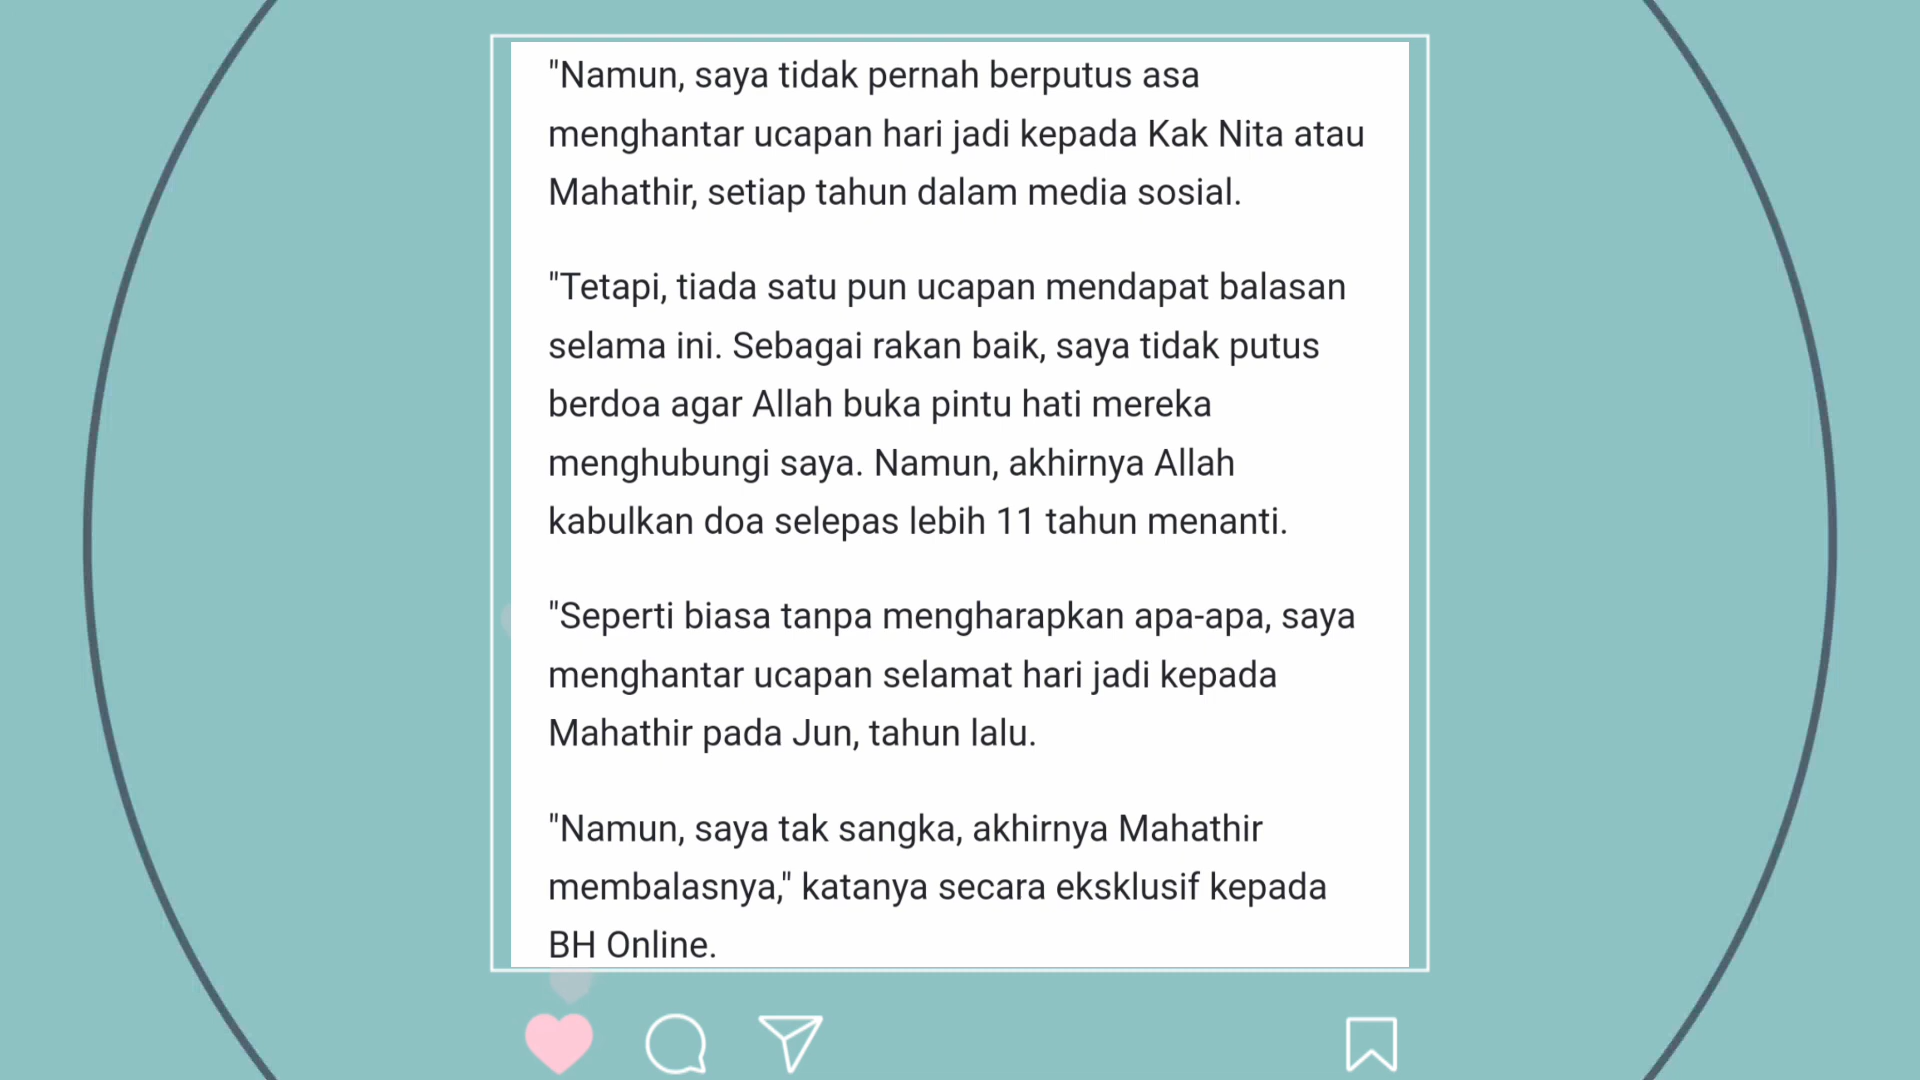 "Namun, saya tidak pernah berputus asa
menghantar ucapan hari jadi kepada Kak Nita atau
Mahathir, setiap tahun dalam media sosial.
"Tetapi, tiada satu pun ucapan mendapat balasan
selama ini. Sebagai rakan baik, saya tidak putus
berdoa agar Allah buka pintu hati mereka
menghubungi saya. Namun, akhirnya Allah
kabulkan doa selepas lebih 11 tahun menanti.
"Seperti biasa tanpa mengharapkan apa-apa, saya
menghantar ucapan selamat hari jadi kepada
Mahathir pada Jun, tahun lalu.
"Namun, saya tak sangka, akhirnya Mahathir
membalasnya," katanya secara eksklusif kepada
BH Online.